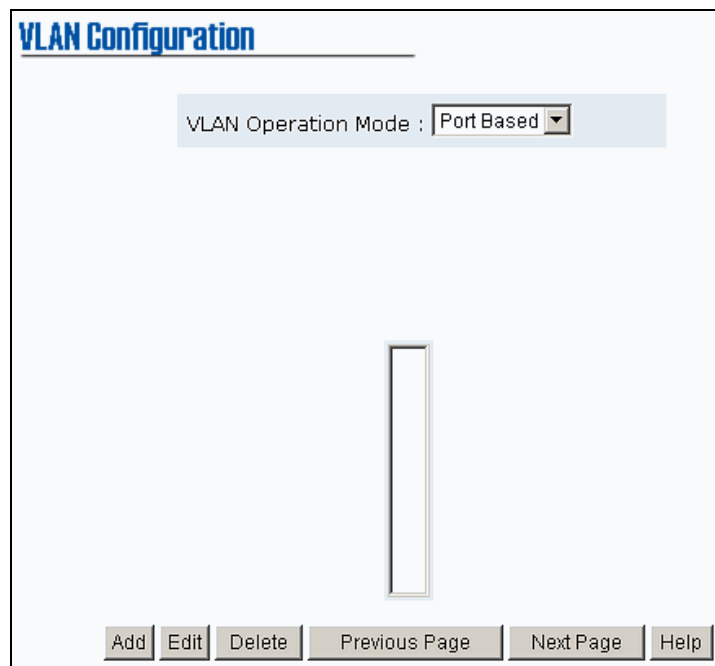 VLAN Configuration
VLAN Operation Mode : Port Based
Add Edit Delete Previous Page Next Page Help